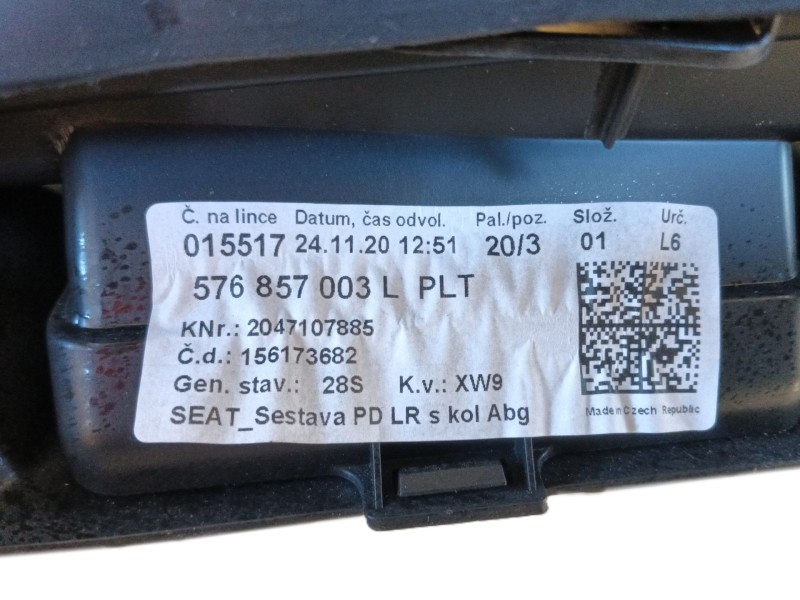 Č. na lince Datum, čas odvol. Pal./poz. Slož. Urč.
015517 24.11.20 12:51 20/3 01 L6
576 857 003 L PLT
KNr.: 2047107885
Č.d.: 156173682
Gen. stav.: 28S K.v.: XW9
SEAT_Sestava PD LR s kol Abg
Made in Czech Republic